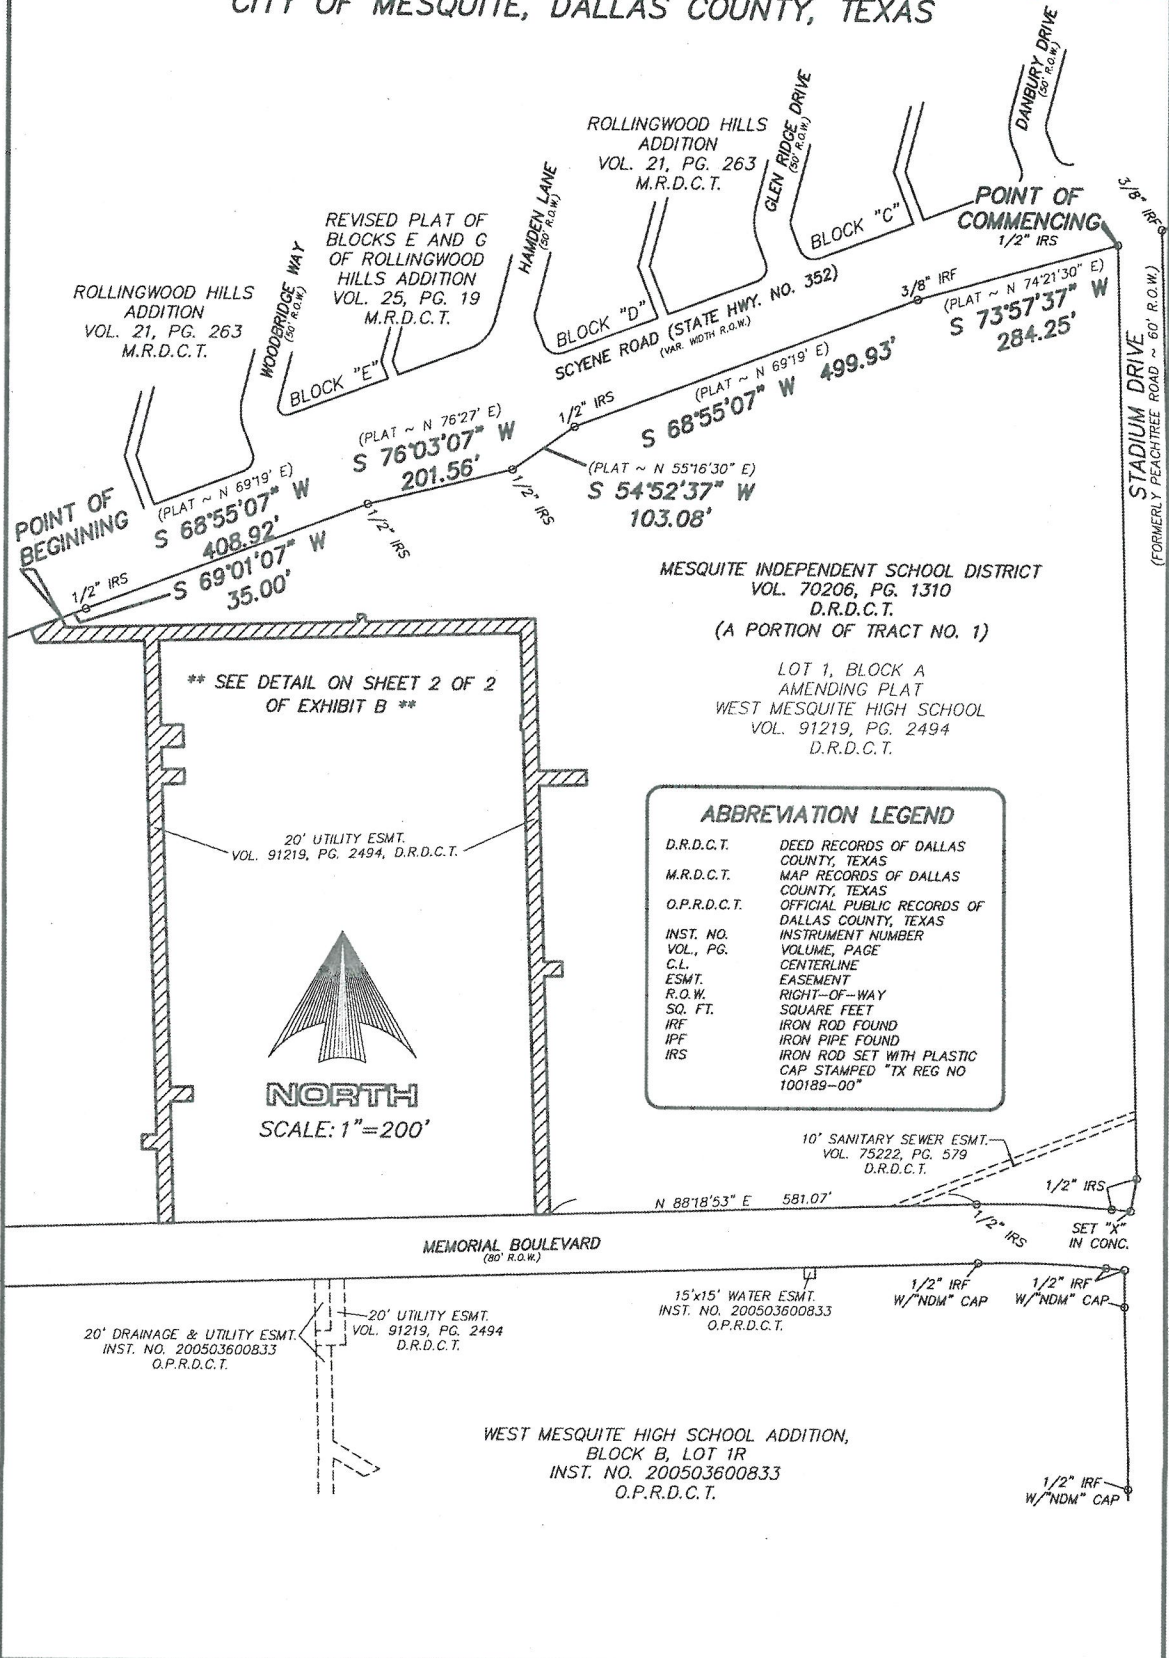 CITY OF MESQUITE, DALLAS COUNTY, TEXAS
DANBURY DRIVE
(50' R.O.W.)
ROLLINGWOOD HILLS
ADDITION
VOL. 21, PG. 263
M.R.D.C.T.
GLEN RIDGE DRIVE
(50' R.O.W.)
BLOCK "C"
POINT OF
COMMENCING
1/2" IRS
3/8" IRF
HAMDEN LANE
(50' R.O.W.)
REVISED PLAT OF
BLOCKS E AND G
OF ROLLINGWOOD
HILLS ADDITION
VOL. 25, PG. 19
M.R.D.C.T.
WOODBRIDGE WAY
(50' R.O.W.)
ROLLINGWOOD HILLS
ADDITION
VOL. 21, PG. 263
M.R.D.C.T.
BLOCK "E"
BLOCK "D"
SCYENE ROAD (STATE HWY. NO. 352)
(VAR. WIDTH R.O.W.)
3/8" IRF
(PLAT ~ N 74°21'30" E)
S 73°57'37" W
284.25'
(PLAT ~ N 69°19' E)
S 68°55'07" W 499.93'
1/2" IRS
(PLAT ~ N 76°27' E)
S 76°03'07" W
201.56'
1/2" IRS
(PLAT ~ N 55°16'30" E)
S 54°52'37" W
103.08'
1/2" IRS
(PLAT ~ N 69°19' E)
S 68°55'07" W
408.92'
S 69°01'07" W
35.00'
POINT OF
BEGINNING
1/2" IRS
STADIUM DRIVE
(FORMERLY PEACHTREE ROAD ~ 60' R.O.W.)
MESQUITE INDEPENDENT SCHOOL DISTRICT
VOL. 70206, PG. 1310
D.R.D.C.T.
(A PORTION OF TRACT NO. 1)
LOT 1, BLOCK A
AMENDING PLAT
WEST MESQUITE HIGH SCHOOL
VOL. 91219, PG. 2494
D.R.D.C.T.
** SEE DETAIL ON SHEET 2 OF 2
OF EXHIBIT B **
20' UTILITY ESMT.
VOL. 91219, PG. 2494, D.R.D.C.T.
ABBREVIATION LEGEND
D.R.D.C.T. DEED RECORDS OF DALLAS
COUNTY, TEXAS
M.R.D.C.T. MAP RECORDS OF DALLAS
COUNTY, TEXAS
O.P.R.D.C.T. OFFICIAL PUBLIC RECORDS OF
DALLAS COUNTY, TEXAS
INST. NO. INSTRUMENT NUMBER
VOL., PG. VOLUME, PAGE
C.L. CENTERLINE
ESMT. EASEMENT
R.O.W. RIGHT-OF-WAY
SQ. FT. SQUARE FEET
IRF IRON ROD FOUND
IPF IRON PIPE FOUND
IRS IRON ROD SET WITH PLASTIC
CAP STAMPED "TX REG NO
100189-00"
NORTH
SCALE: 1"=200'
10' SANITARY SEWER ESMT.
VOL. 75222, PG. 579
D.R.D.C.T.
1/2" IRS
N 88°18'53" E 581.07'
1/2" IRS
SET "X"
IN CONC.
MEMORIAL BOULEVARD
(80' R.O.W.)
1/2" IRF
W/"NDM" CAP
1/2" IRF
W/"NDM" CAP
15'x15' WATER ESMT.
INST. NO. 200503600833
O.P.R.D.C.T.
20' UTILITY ESMT.
VOL. 91219, PG. 2494
D.R.D.C.T.
20' DRAINAGE & UTILITY ESMT.
INST. NO. 200503600833
O.P.R.D.C.T.
WEST MESQUITE HIGH SCHOOL ADDITION,
BLOCK B, LOT 1R
INST. NO. 200503600833
O.P.R.D.C.T.
1/2" IRF
W/"NDM" CAP